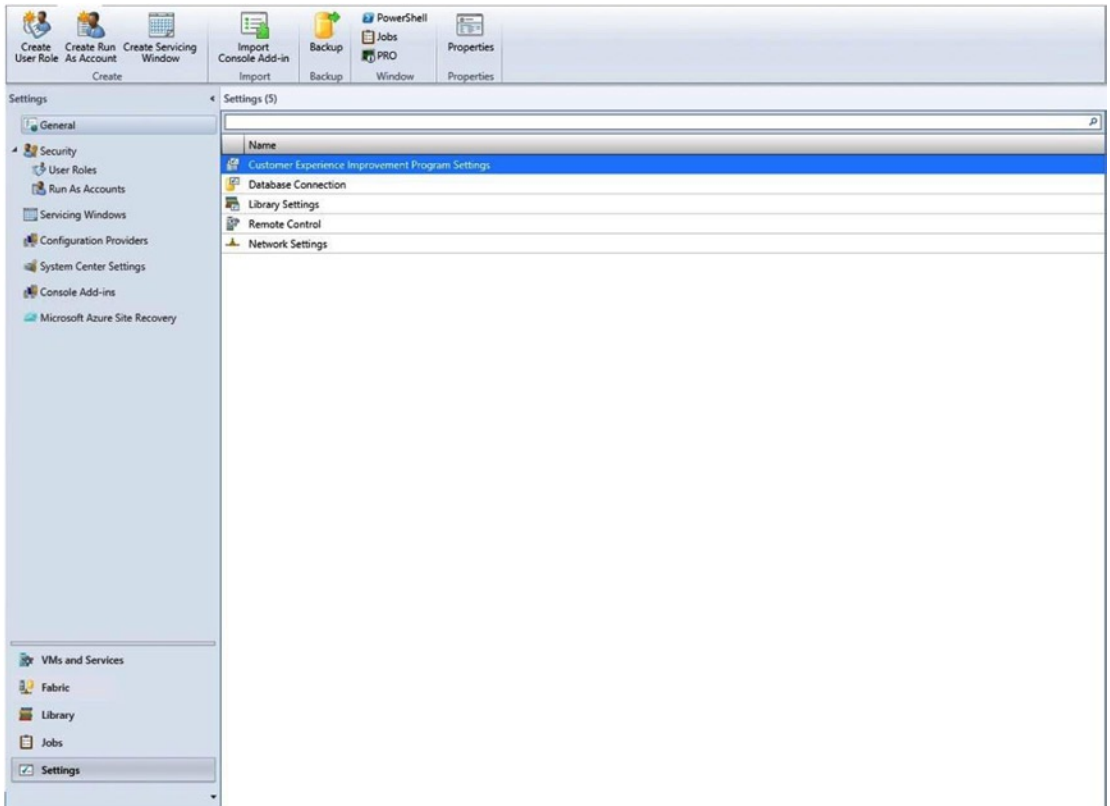 Create User Role
Create Run As Account
Create Servicing Window
Create
Import Console Add-in
Import
Backup
Backup
PowerShell
Jobs
PRO
Window
Properties
Properties
Settings
General
Security
User Roles
Run As Accounts
Servicing Windows
Configuration Providers
System Center Settings
Console Add-ins
Microsoft Azure Site Recovery
VMs and Services
Fabric
Library
Jobs
Settings
Settings (5)
Name
Customer Experience Improvement Program Settings
Database Connection
Library Settings
Remote Control
Network Settings